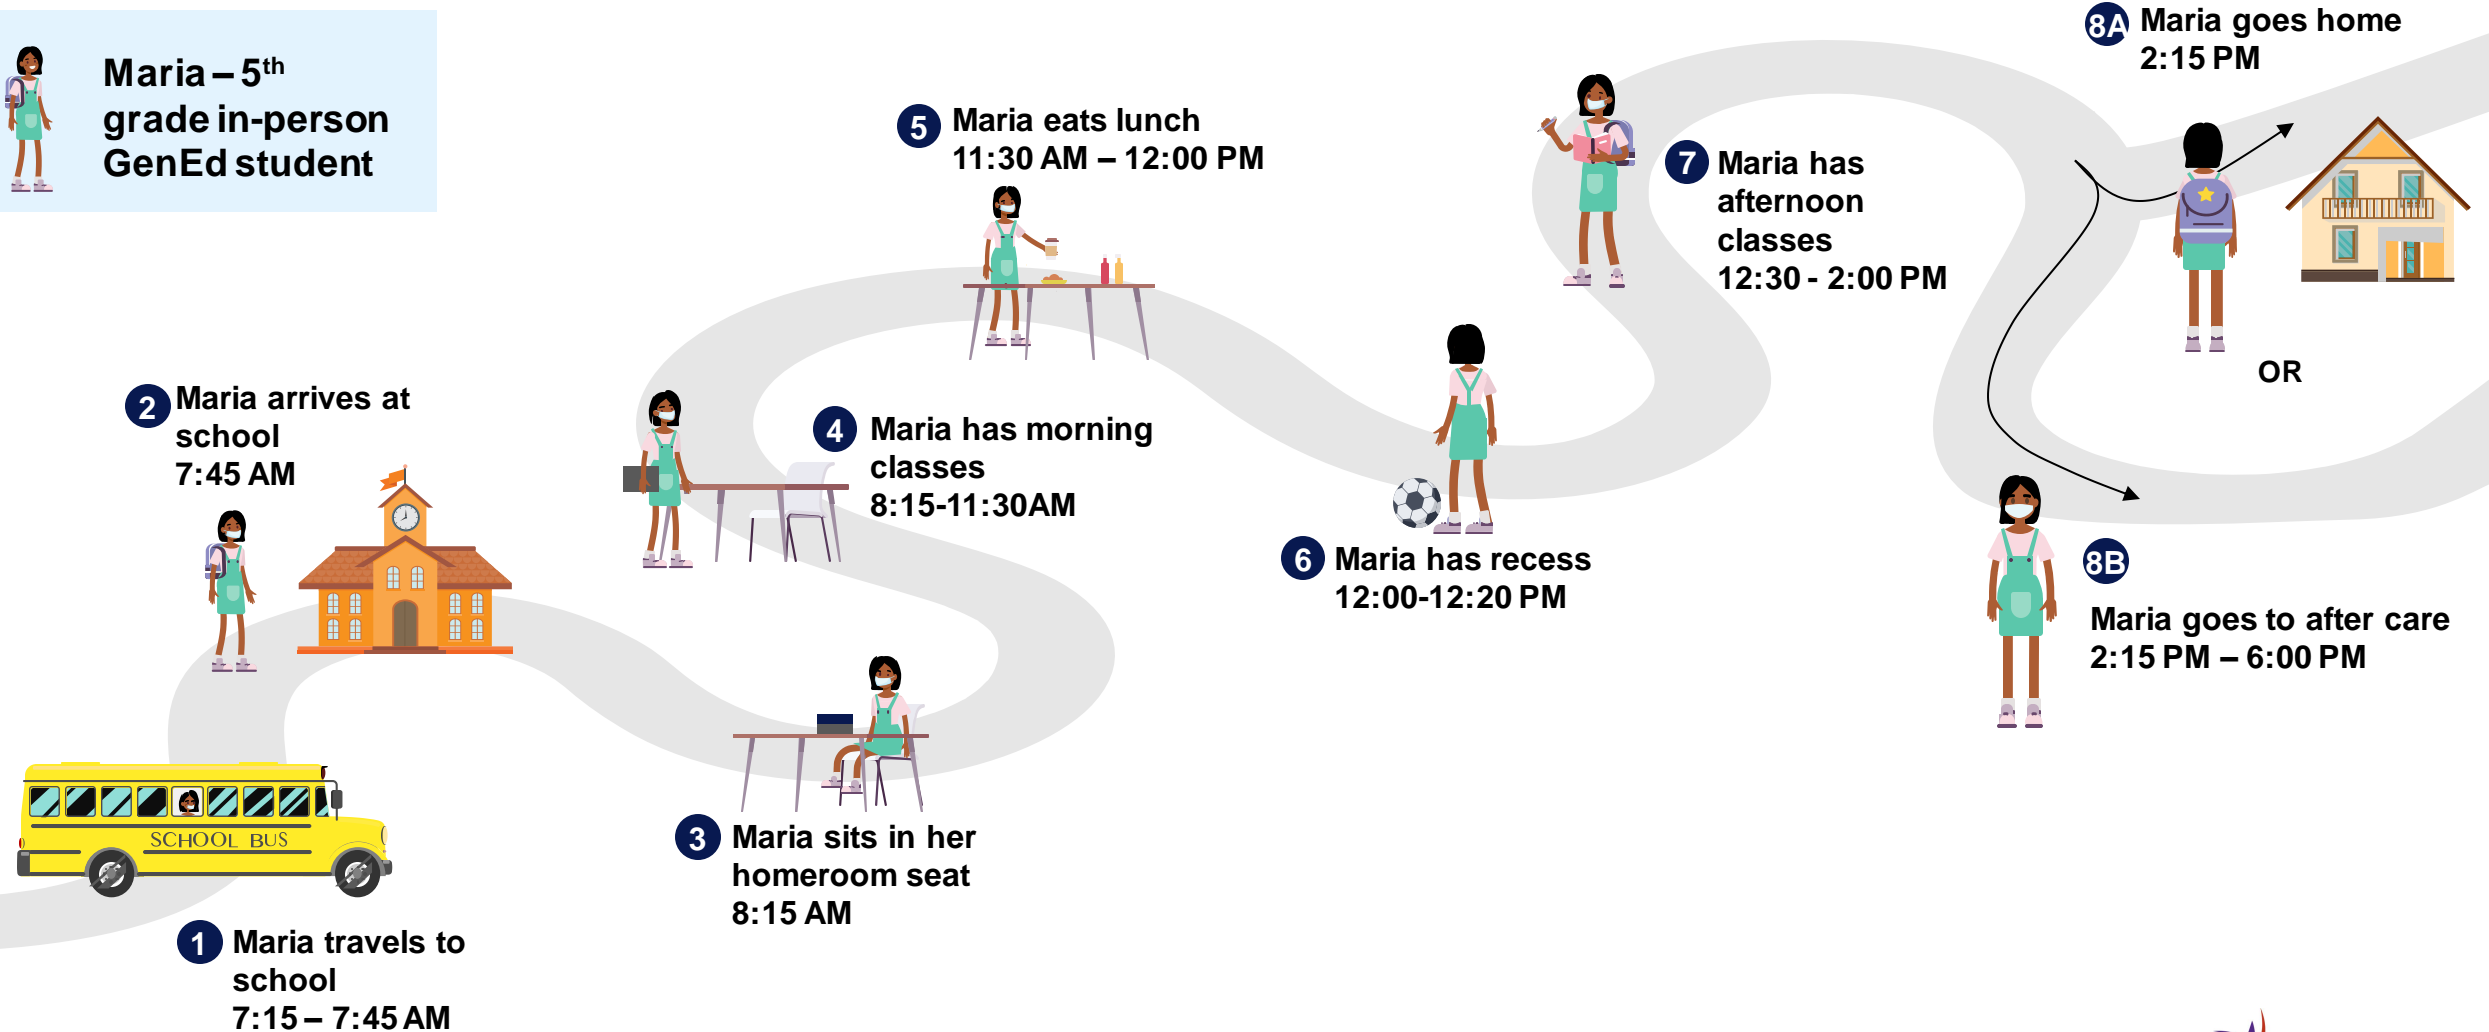 Maria – 5th
grade in-person
GenEd student
1
Maria travels to
school
7:15 – 7:45 AM
SCHOOL BUS
2
Maria arrives at
school
7:45 AM
3
Maria sits in her
homeroom seat
8:15 AM
4
Maria has morning
classes
8:15-11:30AM
5
Maria eats lunch
11:30 AM – 12:00 PM
6
Maria has recess
12:00-12:20 PM
7
Maria has
afternoon
classes
12:30 - 2:00 PM
8A
Maria goes home
2:15 PM
OR
8B
Maria goes to after care
2:15 PM – 6:00 PM